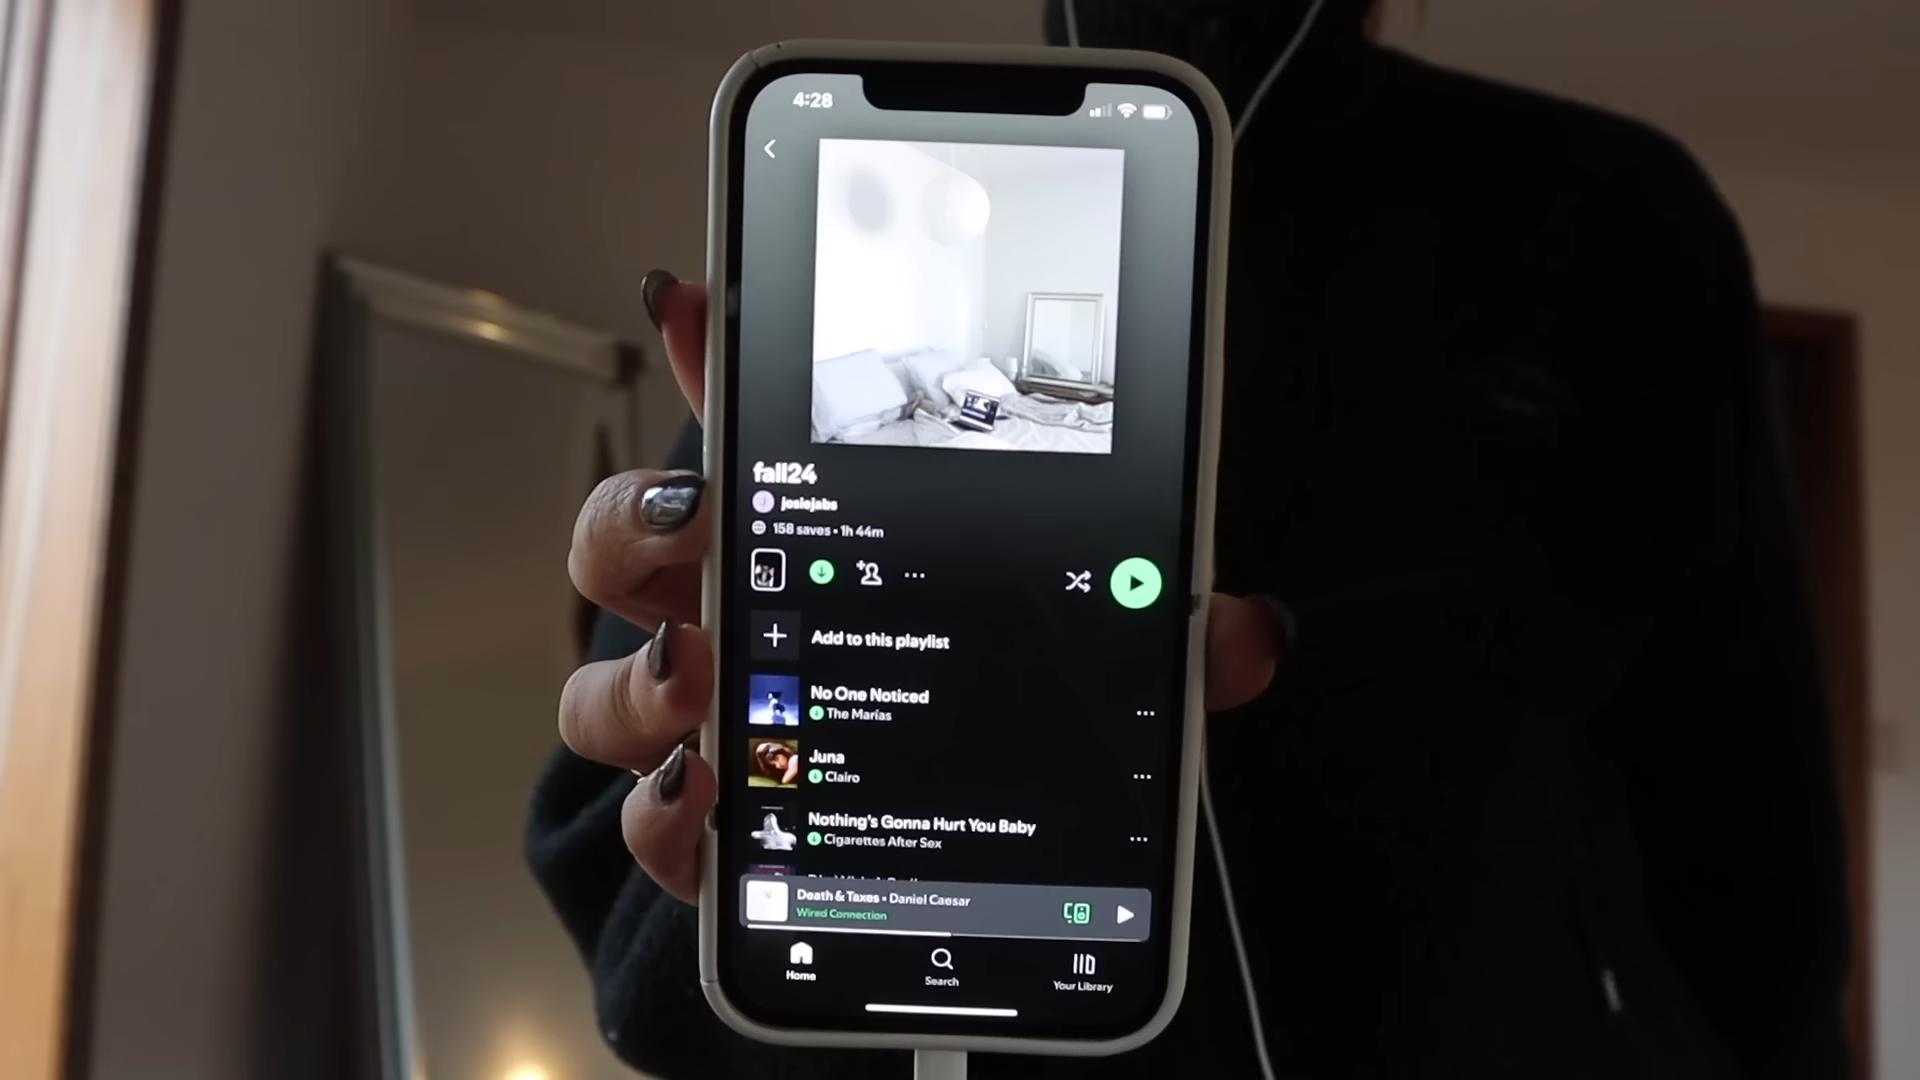 4:28
fall24
josiejabs
158 saves • 1h 44m
Add to this playlist
No One Noticed
The Marías
Juna
Clairo
Nothing's Gonna Hurt You Baby
Cigarettes After Sex
Death & Taxes • Daniel Caesar
Wired Connection
Home
Search
Your Library